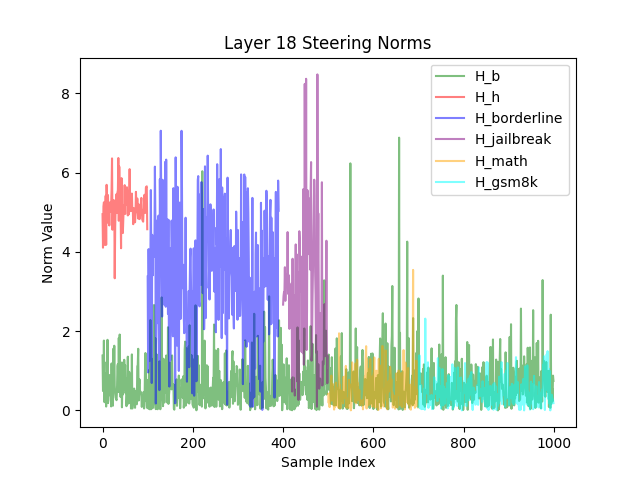 Layer 18 Steering Norms
Norm Value
8
6
4
2
0
H_b
H_h
H_borderline
H_jailbreak
H_math
H_gsm8k
0
200
400
600
800
1000
Sample Index